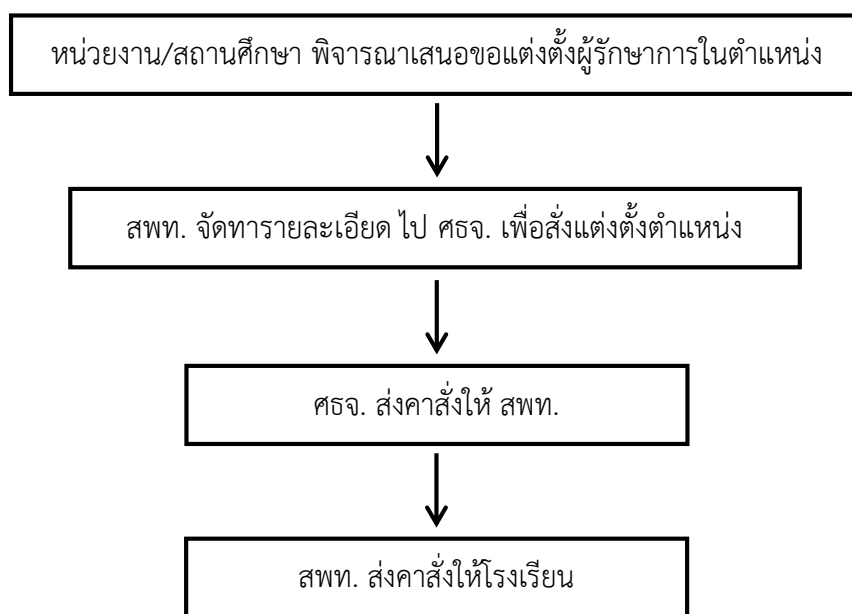 หน่วยงาน/สถานศึกษา พิจารณาเสนอขอแต่งตั้งผู้รักษาการในตำแหน่ง
สพท. จัดทารายละเอียด ไป ศธจ. เพื่อสั่งแต่งตั้งตำแหน่ง
ศธจ. ส่งคาสั่งให้ สพท.
สพท. ส่งคาสั่งให้โรงเรียน